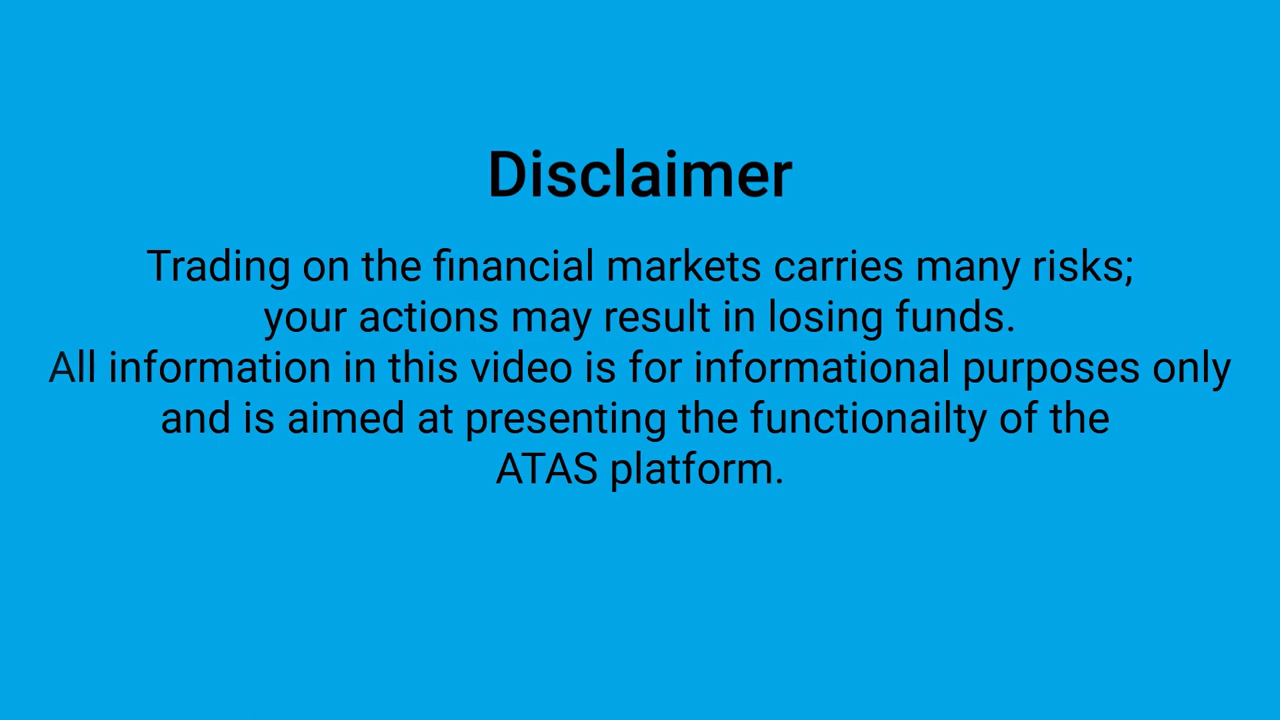 Disclaimer
Trading on the financial markets carries many risks;
your actions may result in losing funds.
All information in this video is for informational purposes only
and is aimed at presenting the functionailty of the
ATAS platform.